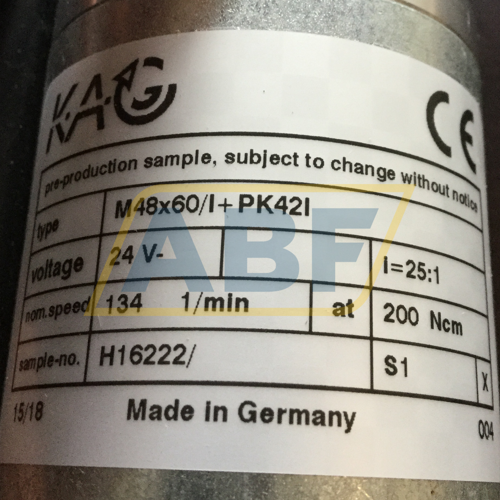 KAG CE
pre-production sample, subject to change without notice
type M48x60/I+PK42I
voltage 24 V- I=25:1
nom.speed 134 1/min at 200 Ncm
sample-no. H16222/ S1 X
15/18 Made in Germany 004
ABF